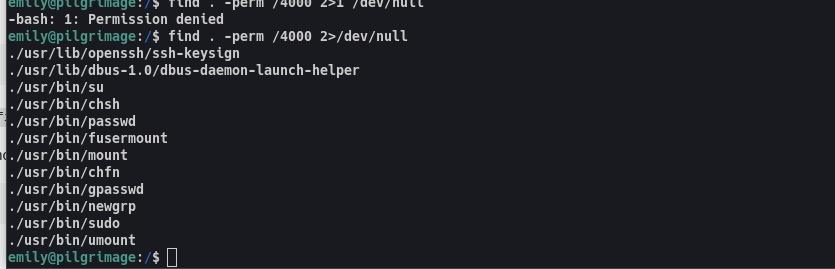 emily@pilgrimage:/$ find . -perm /4000 2>1 /dev/null
-bash: 1: Permission denied
emily@pilgrimage:/$ find . -perm /4000 2>/dev/null
./usr/lib/openssh/ssh-keysign
./usr/lib/dbus-1.0/dbus-daemon-launch-helper
./usr/bin/su
./usr/bin/chsh
./usr/bin/passwd
./usr/bin/fusermount
./usr/bin/mount
./usr/bin/chfn
./usr/bin/gpasswd
./usr/bin/newgrp
./usr/bin/sudo
./usr/bin/umount
emily@pilgrimage:/$